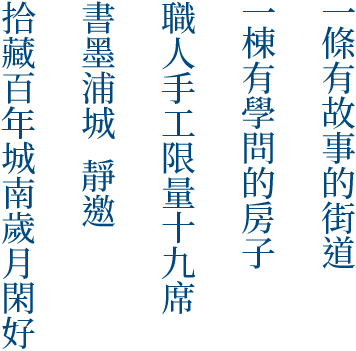 一條有故事的街道
一棟有學問的房子
職人手工限量十九席
書墨浦城 靜邀
拾藏百年城南歲月閑好